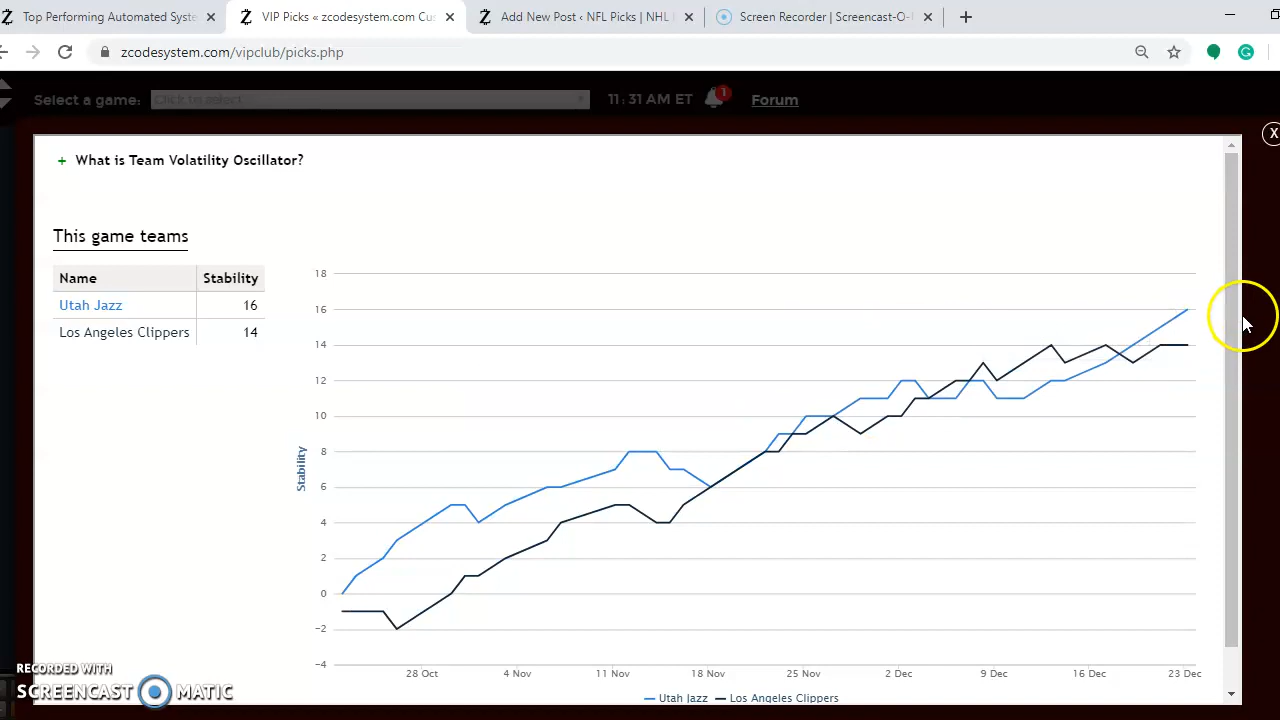 Top Performing Automated Syste
VIP Picks « zcodesystem.com Cus
Add New Post ‹ NFL Picks | NHL
Screen Recorder | Screencast-O-
zcodesystem.com/vipclub/picks.php
Select a game: Click to select 11:31 AM ET 1 Forum
X
+ What is Team Volatility Oscillator?
This game teams
Name Stability
Utah Jazz 16
Los Angeles Clippers 14
Stability
18
16
14
12
10
8
6
4
2
0
−2
−4
28 Oct 4 Nov 11 Nov 18 Nov 25 Nov 2 Dec 9 Dec 16 Dec 23 Dec
Utah Jazz Los Angeles Clippers
RECORDED WITH
SCREENCAST MATIC